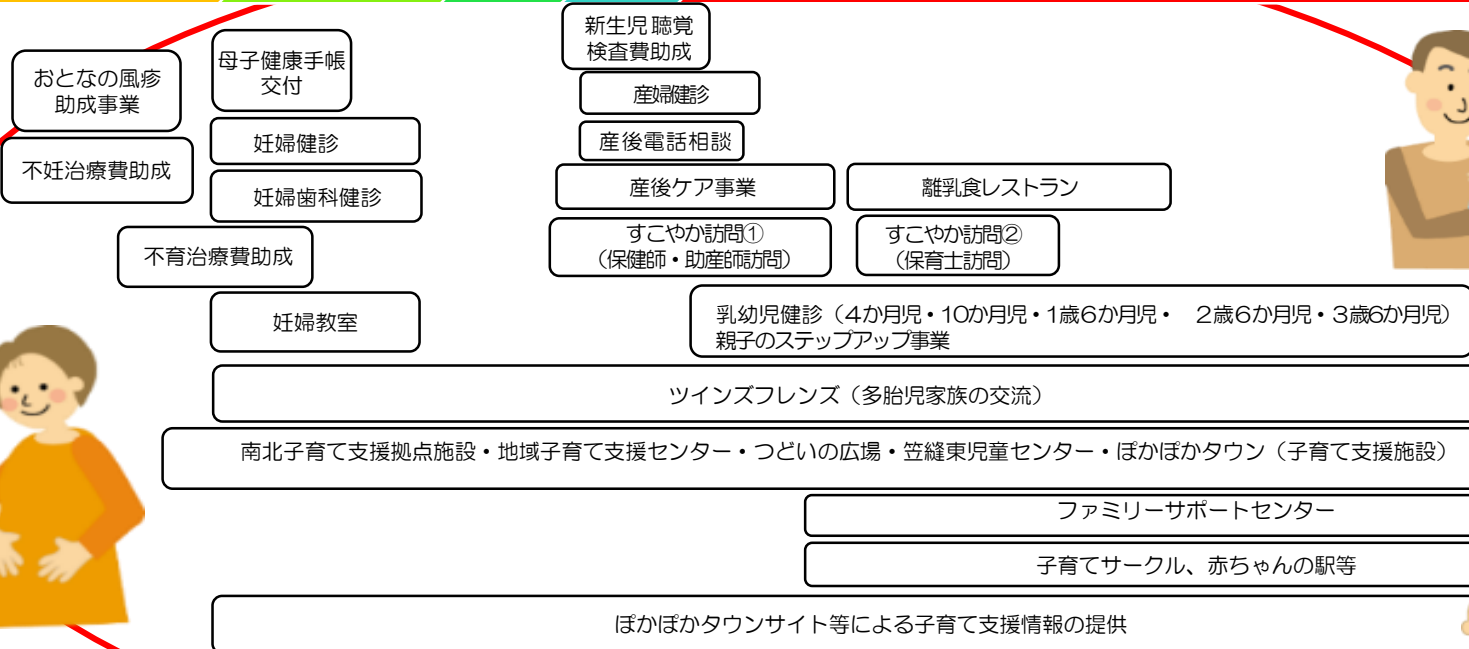 おとなの風疹
助成事業
不妊治療費助成
不育治療費助成
母子健康手帳
交付
妊婦健診
妊婦歯科健診
妊婦教室
新生児聴覚
検査費助成
産婦健診
産後電話相談
産後ケア事業
離乳食レストラン
すこやか訪問①
（保健師・助産師訪問）
すこやか訪問②
（保育士訪問）
乳幼児健診（４か月児・10か月児・１歳６か月児・　２歳６か月児・３歳６か月児）
親子のステップアップ事業
ツインズフレンズ（多胎児家族の交流）
南北子育て支援拠点施設・地域子育て支援センター・つどいの広場・笠縫東児童センター・ぽかぽかタウン（子育て支援施設）
ファミリーサポートセンター
子育てサークル、赤ちゃんの駅等
ぽかぽかタウンサイト等による子育て支援情報の提供